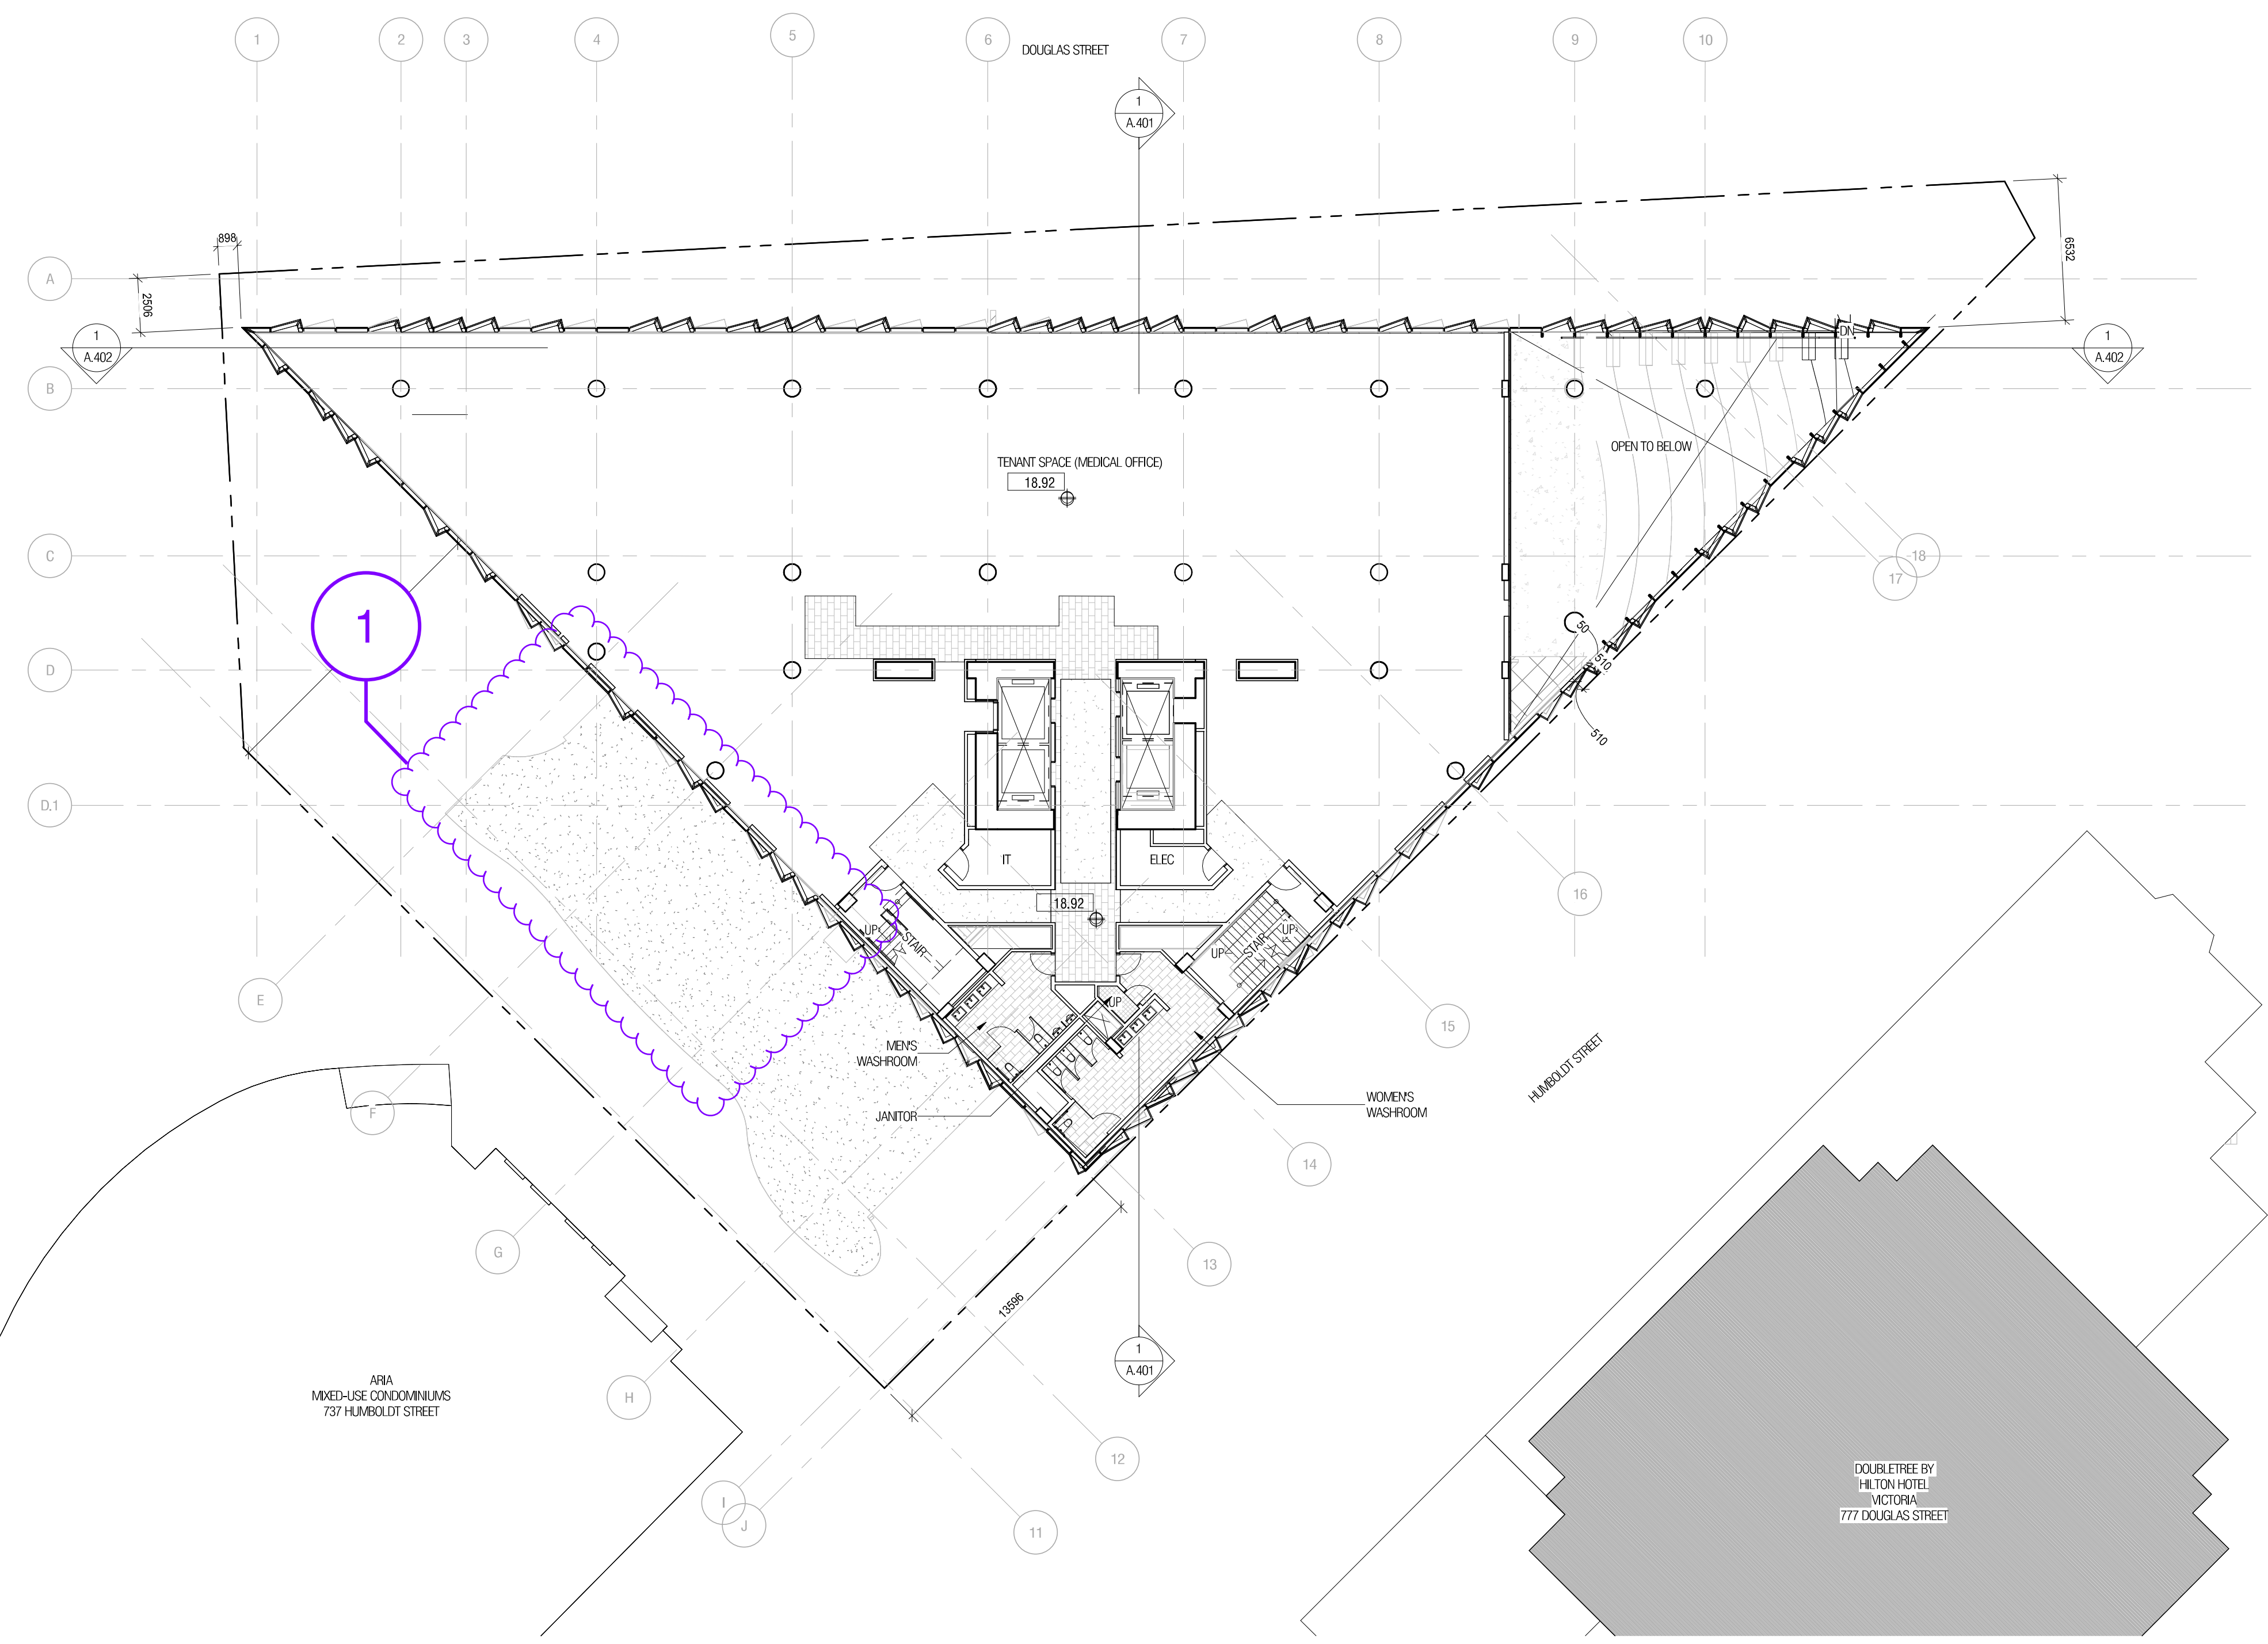 1
2
3
4
5
6
7
8
9
10
DOUGLAS STREET
1
A.401
898
6532
A
2506
1
A.402
DN
1
A.402
B
OPEN TO BELOW
TENANT SPACE (MEDICAL OFFICE)
18.92
C
18
17
1
50
510
510
D
D.1
IT
ELEC
16
18.92
UP
STAIR
UP
STAIR
UP
E
UP
15
MEN'S
WASHROOM
HUMBOLDT STREET
WOMEN'S
WASHROOM
JANITOR
F
14
G
13
13596
1
A.401
ARIA
MIXED-USE CONDOMINIUMS
737 HUMBOLDT STREET
H
12
I
J
11
DOUBLETREE BY
HILTON HOTEL
VICTORIA
777 DOUGLAS STREET